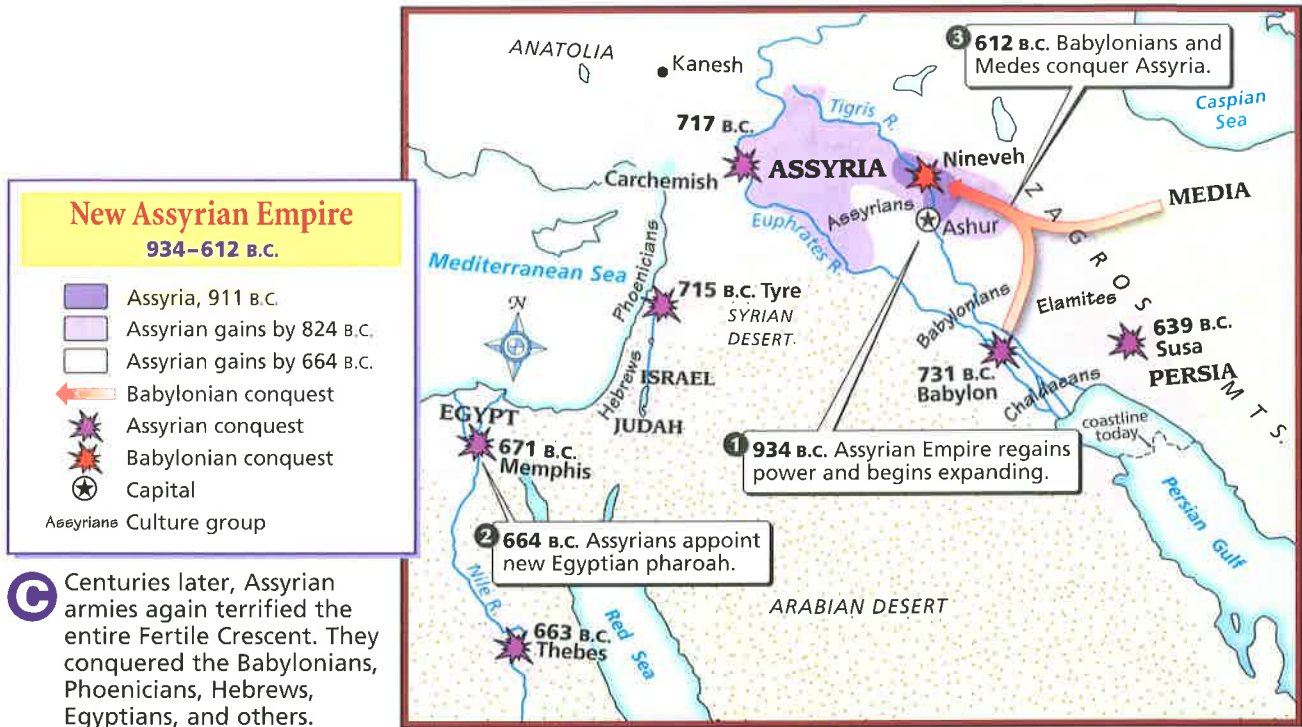 New Assyrian Empire
934–612 B.C.
Assyria, 911 B.C.
Assyrian gains by 824 B.C.
Assyrian gains by 664 B.C.
Babylonian conquest
Assyrian conquest
Babylonian conquest
Capital
Assyrians Culture group
C
Centuries later, Assyrian
armies again terrified the
entire Fertile Crescent. They
conquered the Babylonians,
Phoenicians, Hebrews,
Egyptians, and others.
ANATOLIA
Kanesh
3 612 B.C. Babylonians and
Medes conquer Assyria.
Caspian
Sea
717 B.C.
Carchemish
Tigris R.
ASSYRIA
Nineveh
Assyrians
Ashur
Euphrates R.
MEDIA
ZAGROS MTS.
Mediterranean Sea
Phoenicians
N
715 B.C. Tyre
SYRIAN
DESERT
Babylonians
Elamites
639 B.C.
Susa
PERSIA
731 B.C.
Babylon
Chaldaeans
coastline
today
Hebrews
ISRAEL
JUDAH
EGYPT
671 B.C.
Memphis
1 934 B.C. Assyrian Empire regains
power and begins expanding.
2 664 B.C. Assyrians appoint
new Egyptian pharoah.
Persian Gulf
Nile R.
Red Sea
ARABIAN DESERT
663 B.C.
Thebes